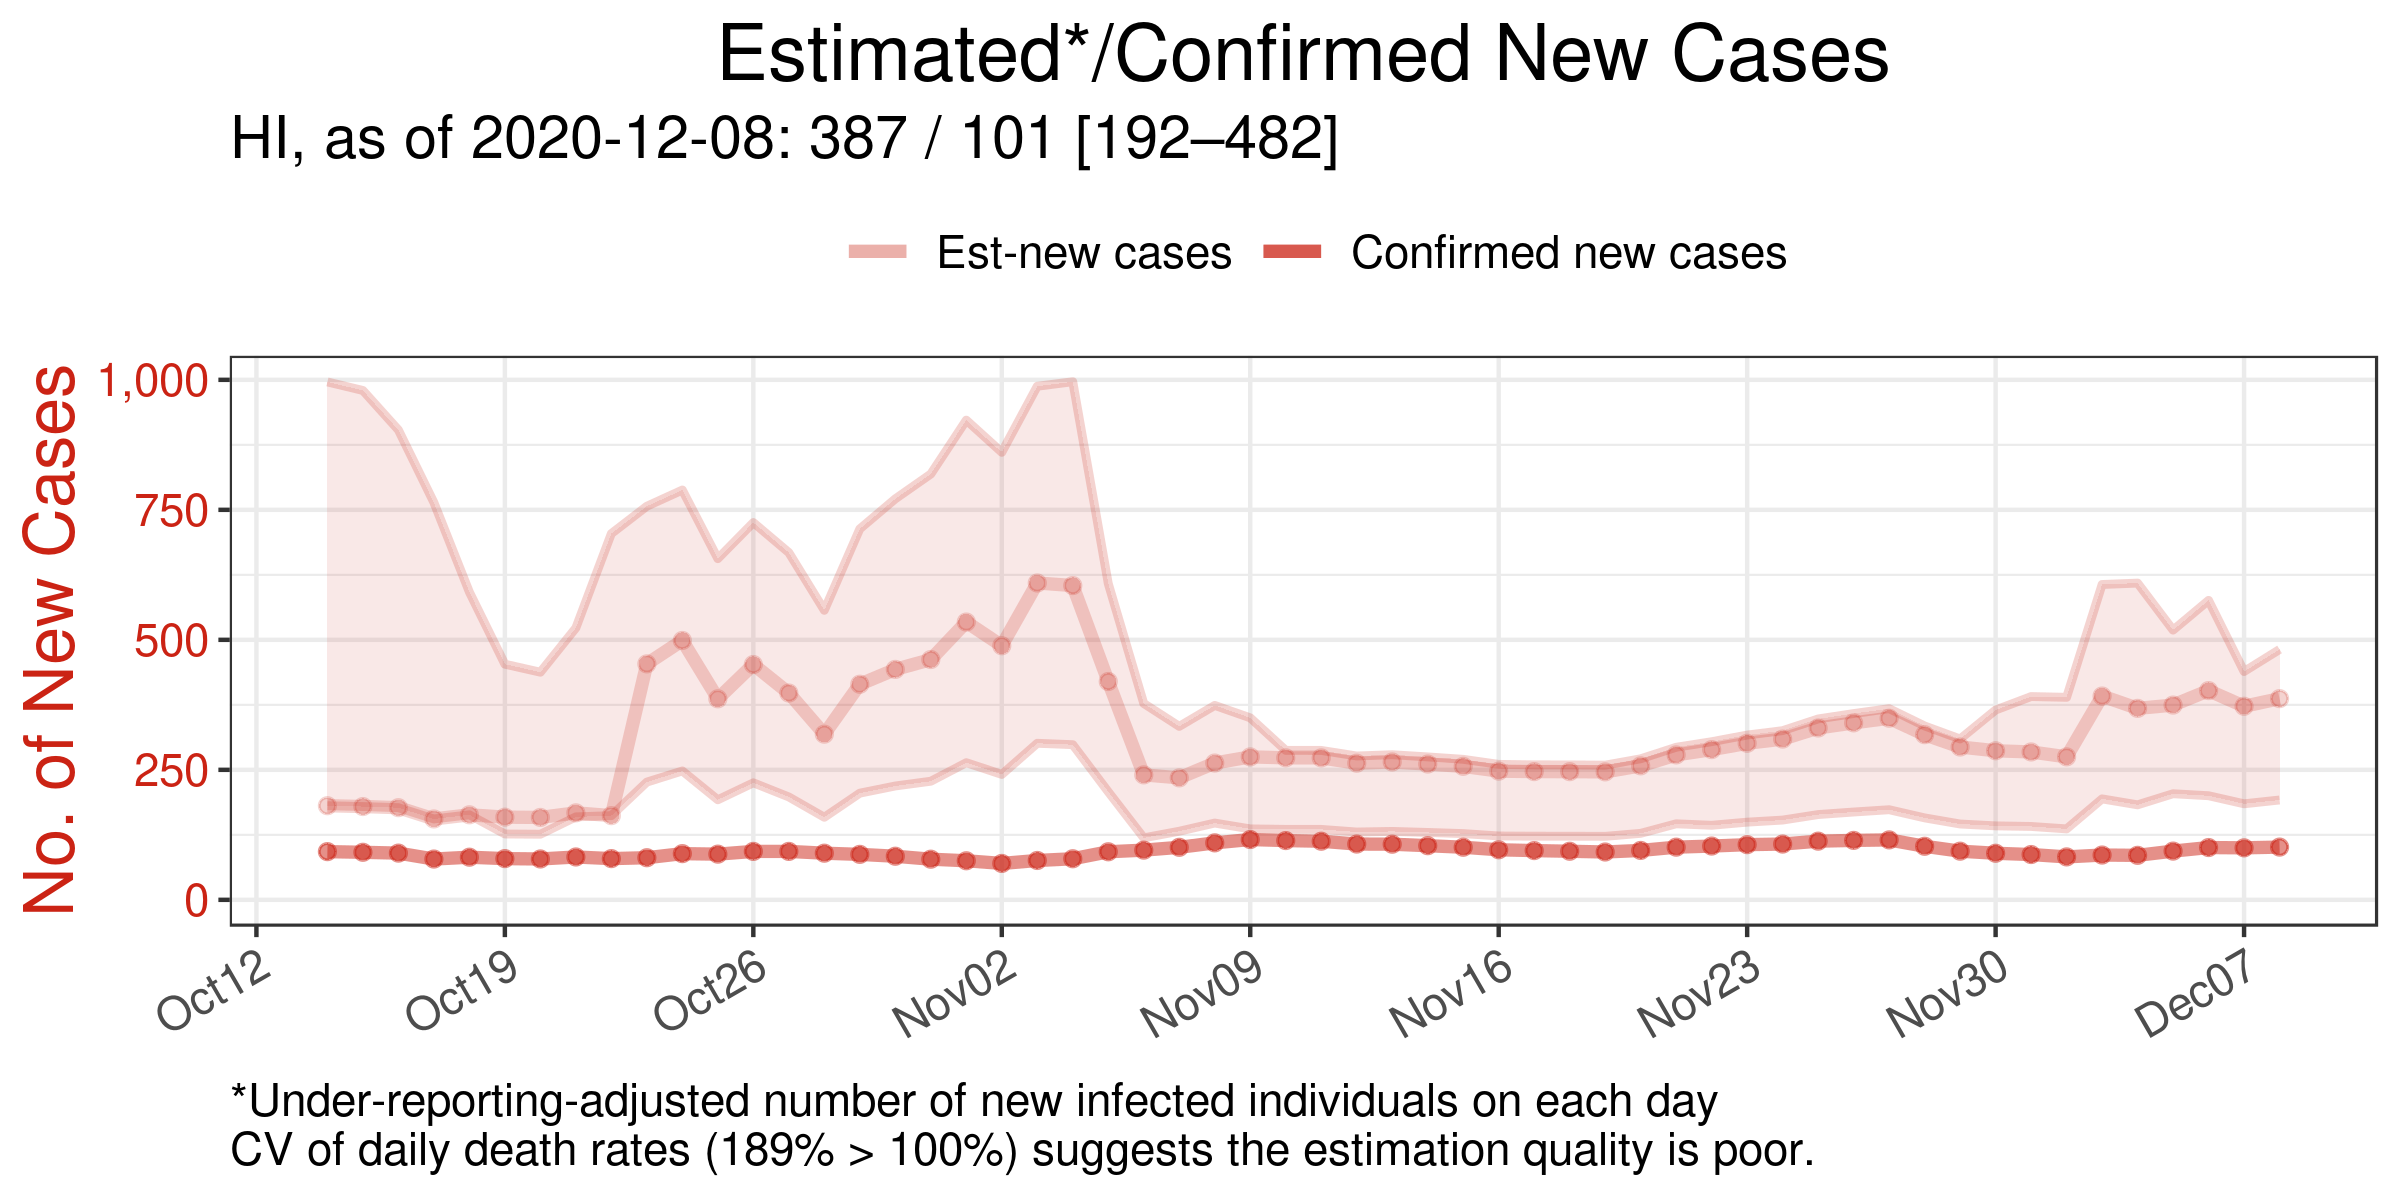 Estimated*/Confirmed New Cases
HI, as of 2020-12-08: 387 / 101 [192–482]
Est-new cases Confirmed new cases
No. of New Cases
1,000
750
500
250
0
Oct12 Oct19 Oct26 Nov02 Nov09 Nov16 Nov23 Nov30 Dec07
*Under-reporting-adjusted number of new infected individuals on each day
CV of daily death rates (189% > 100%) suggests the estimation quality is poor.